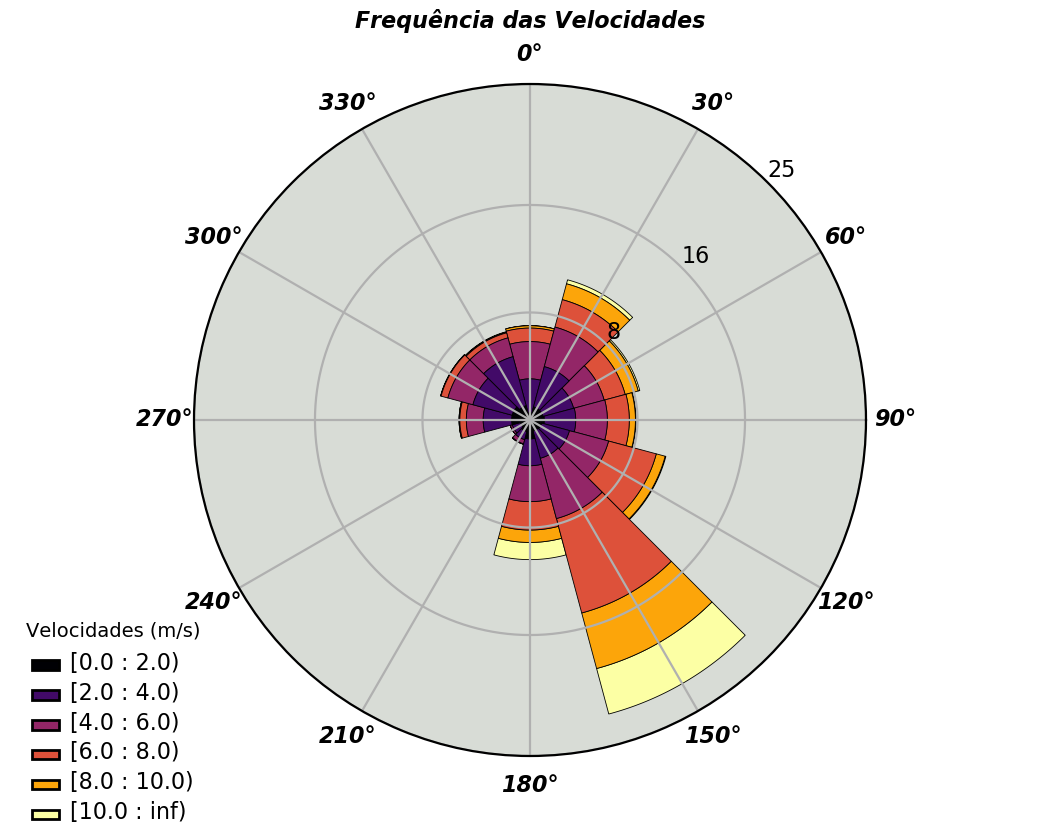 Frequência das Velocidades
0°
330°
30°
25
300°
60°
16
8
270°
90°
240°
120°
Velocidades (m/s)
[0.0 : 2.0)
[2.0 : 4.0)
[4.0 : 6.0)
210°
150°
[6.0 : 8.0)
[8.0 : 10.0)
180°
[10.0 : inf)